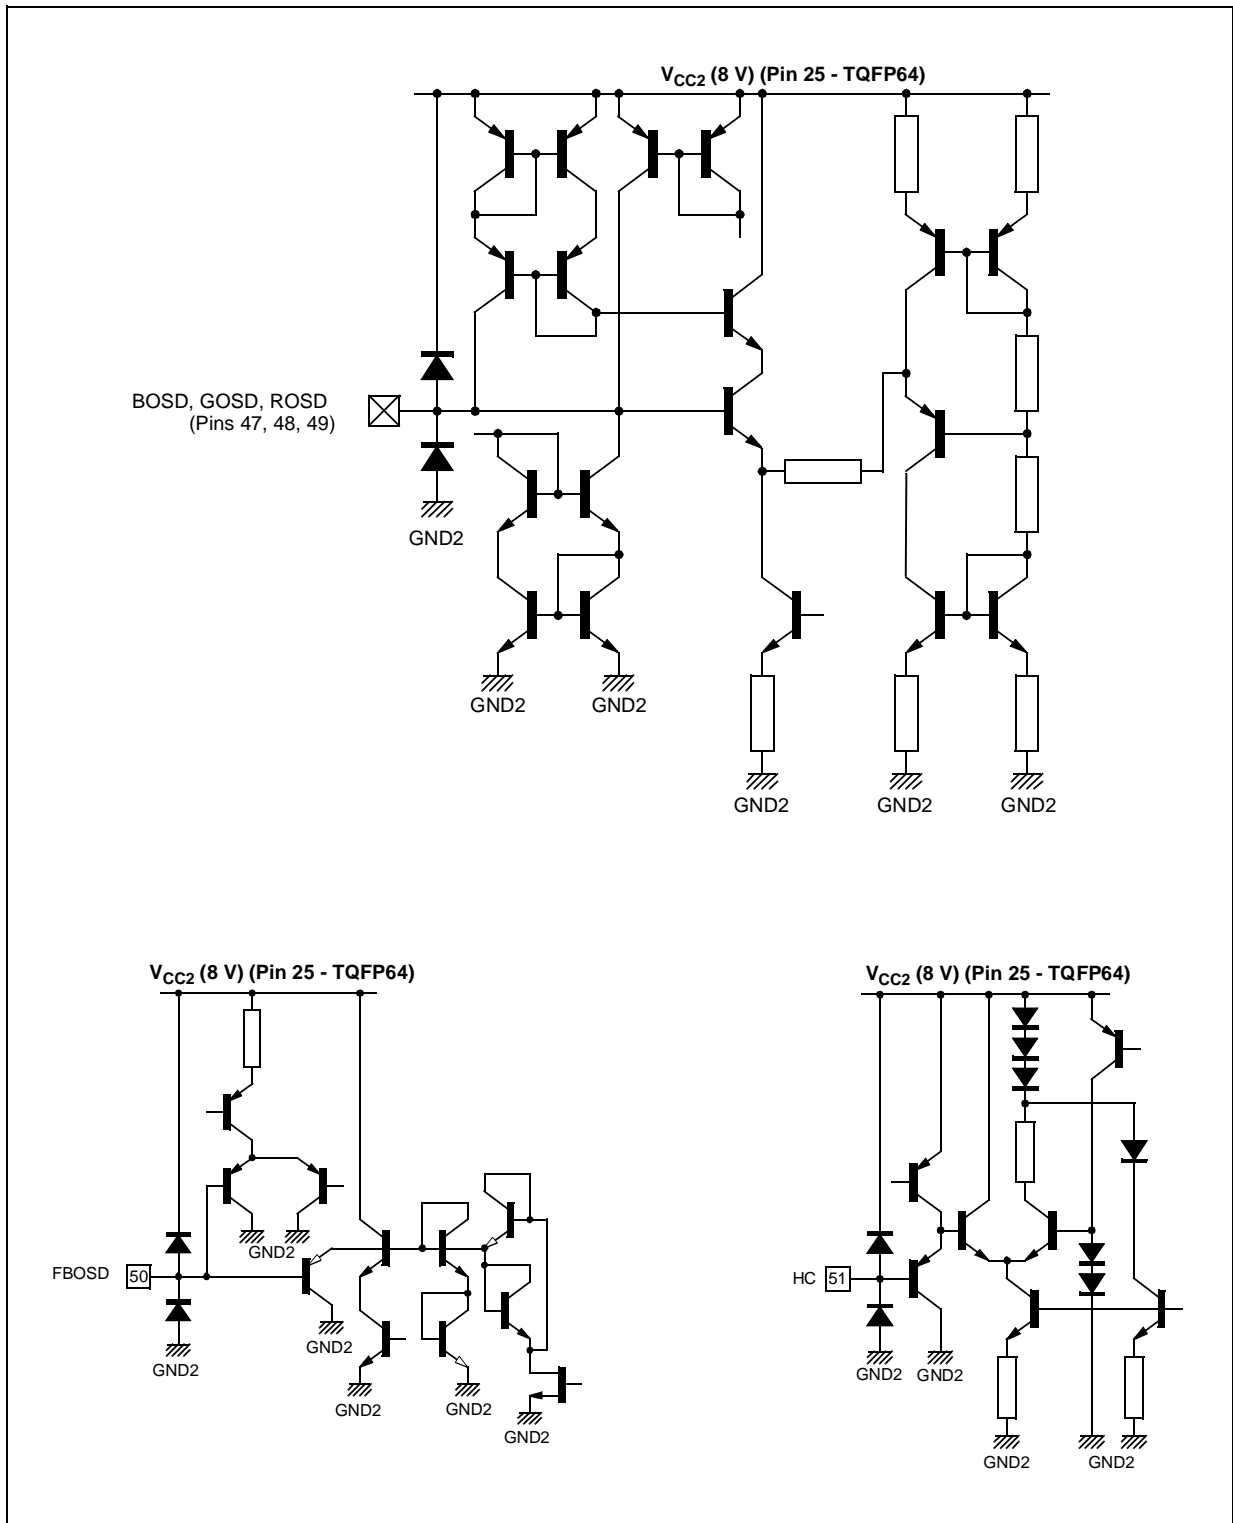 VCC2 (8 V) (Pin 25 - TQFP64)
BOSD, GOSD, ROSD
(Pins 47, 48, 49)
GND2
GND2
GND2
GND2
GND2
GND2
VCC2 (8 V) (Pin 25 - TQFP64)
VCC2 (8 V) (Pin 25 - TQFP64)
GND2
FBOSD 50
HC 51
GND2
GND2
GND2
GND2
GND2
GND2
GND2
GND2
GND2